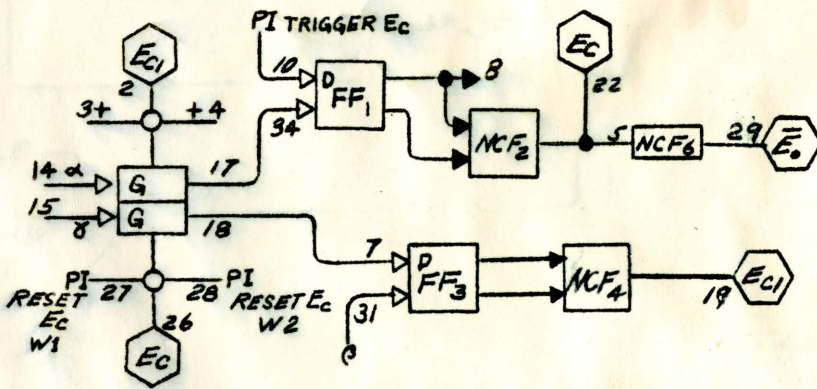 PI TRIGGER Ec
Ec1
2
3+
+4
10
D
FF1
34
8
NCF2
Ec
22
5
NCF6
29
Ē0
14 α
G
17
15 γ
G
18
7
D
FF3
31
NCF4
19
Ec1
PI
27
28
PI
RESET
Ec
W1
RESET Ec
W2
26
Ec